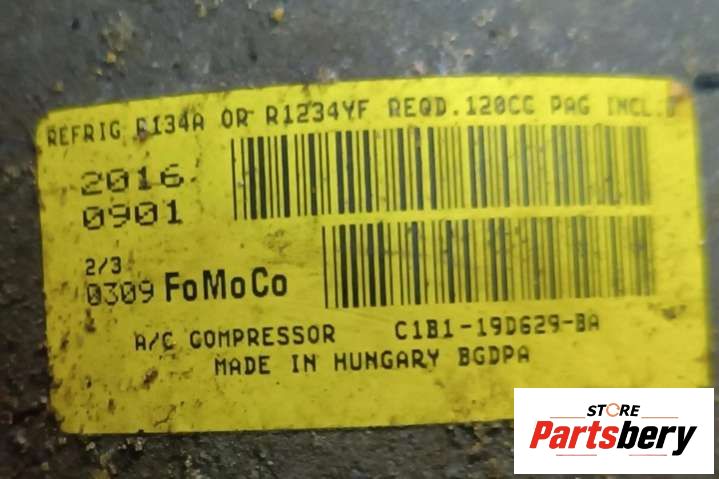 REFRIG R134A OR R1234YF REQD.120CC PAG INCL.D
2016
0901
2/3
0309 FoMoCo
A/C COMPRESSOR C1B1-19D629-BA
MADE IN HUNGARY BGDPA
STORE
Partsbery